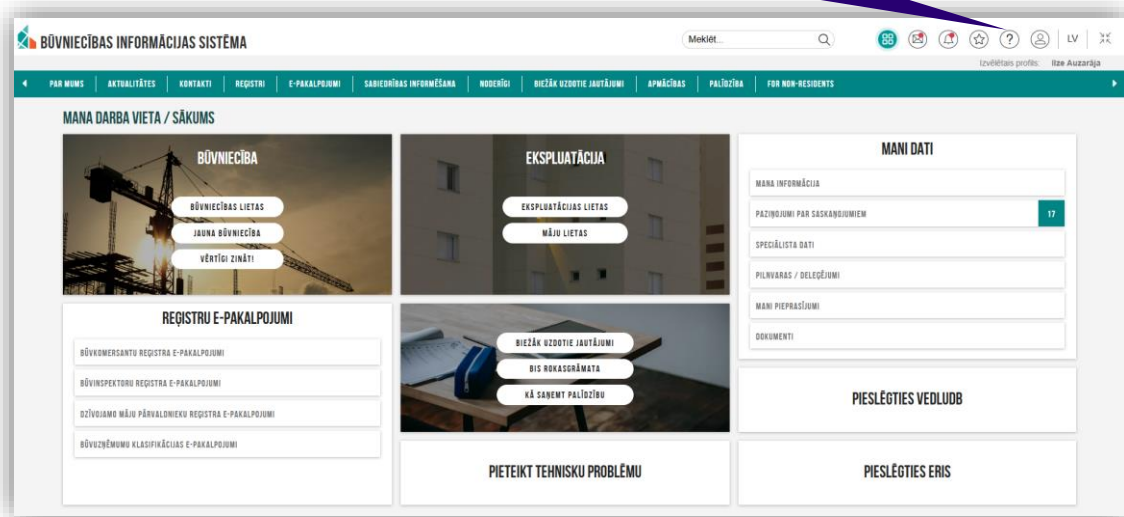 BŪVNIECĪBAS INFORMĀCIJAS SISTĒMA
Meklēt...
?
LV
Izvēlētais profils: Ilze Auzarāja
PAR MUMS AKTUALITĀTES KONTAKTI REĢISTRI E-PAKALPOJUMI SABIEDRĪBAS INFORMĒŠANA NODERĪGI BIEŽĀK UZDOTIE JAUTĀJUMI APMĀCĪBAS PALĪDZĪBA FOR NON-RESIDENTS
MANA DARBA VIETA / SĀKUMS
BŪVNIECĪBA
BŪVNIECĪBAS LIETAS
JAUNA BŪVNIECĪBA
VĒRTĪGI ZINĀT!
EKSPLUATĀCIJA
EKSPLUATĀCIJAS LIETAS
MĀJU LIETAS
MANI DATI
MANA INFORMĀCIJA
PAZIŅOJUMI PAR SASKAŅOJUMIEM 17
SPECIĀLISTA DATI
PILNVARAS / DELEĢĒJUMI
MANI PIEPRASĪJUMI
DOKUMENTI
REĢISTRU E-PAKALPOJUMI
BŪVKOMERSANTU REĢISTRA E-PAKALPOJUMI
BŪVINSPEKTORU REĢISTRA E-PAKALPOJUMI
DZĪVOJAMO MĀJU PĀRVALDNIEKU REĢISTRA E-PAKALPOJUMI
BŪVUZŅĒMUMU KLASIFIKĀCIJAS E-PAKALPOJUMI
BIEŽĀK UZDOTIE JAUTĀJUMI
BIS ROKASGRĀMATA
KĀ SAŅEMT PALĪDZĪBU
PIESLĒGTIES VEDLUDB
PIETEIKT TEHNISKU PROBLĒMU
PIESLĒGTIES ERIS